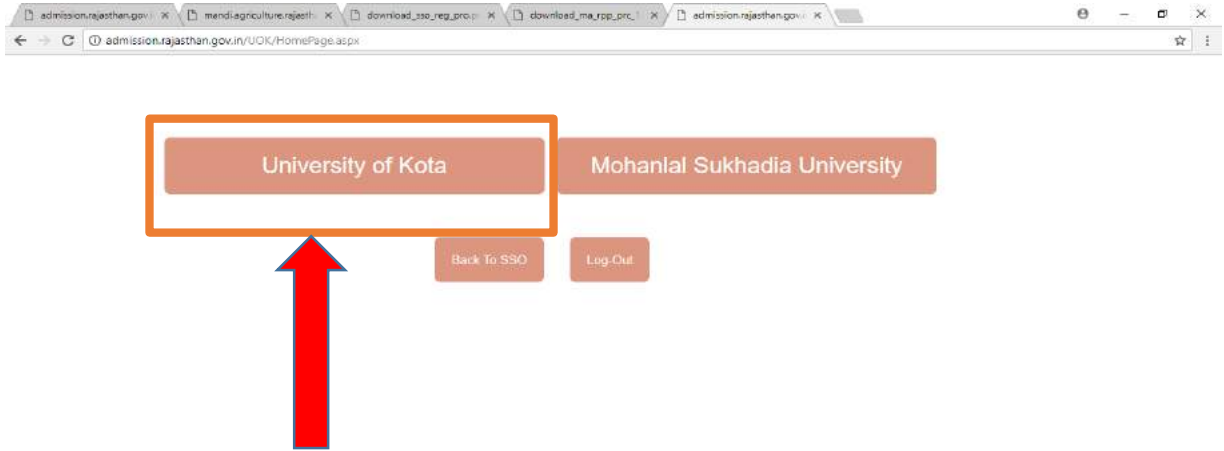 admission.rajasthan.gov.i
mandi.agriculture.rajasth
download_sso_reg_pro.p
download_ma_rpp_prc_1
admission.rajasthan.gov.i
admission.rajasthan.gov.in/UOK/HomePage.aspx
University of Kota
Mohanlal Sukhadia University
Back To SSO
Log-Out